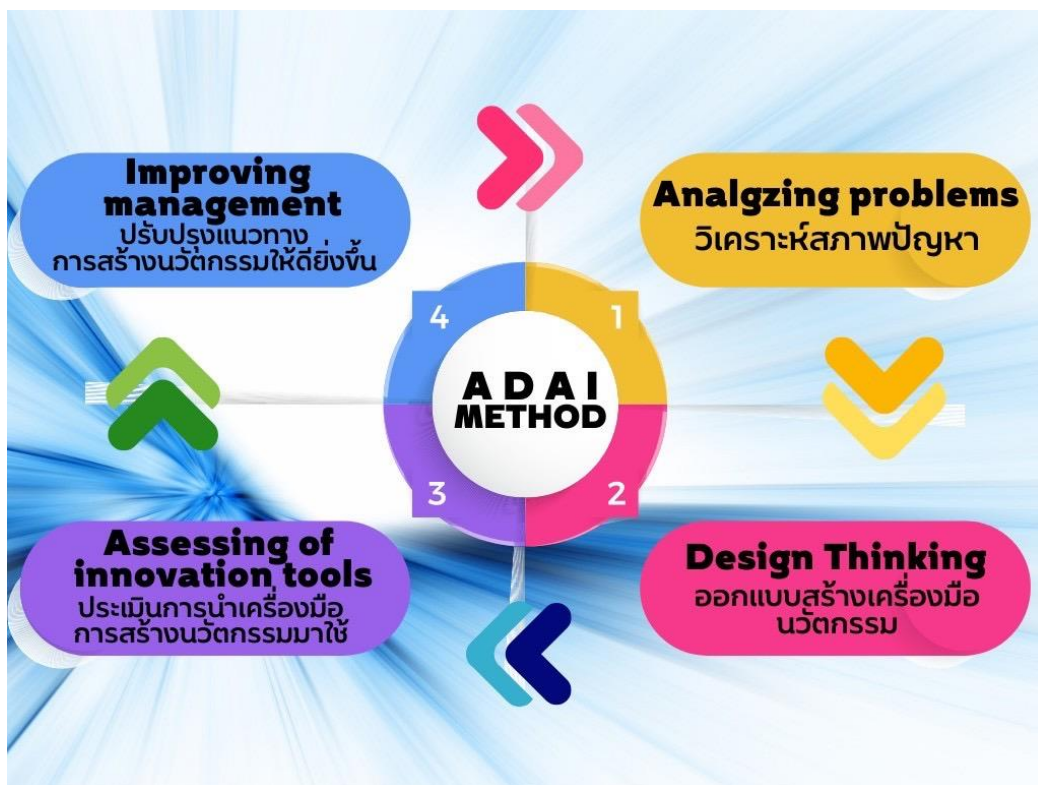 Improving
management
ปรับปรุงแนวทาง
การสร้างนวัตกรรมให้ดียิ่งขึ้น
Analgzing problems
วิเคราะห์สภาพปัญหา
4
1
A D A I
METHOD
3
2
Assessing of
innovation tools
ประเมินการนำเครื่องมือ
การสร้างนวัตกรรมมาใช้
Design Thinking
ออกแบบสร้างเครื่องมือ
นวัตกรรม